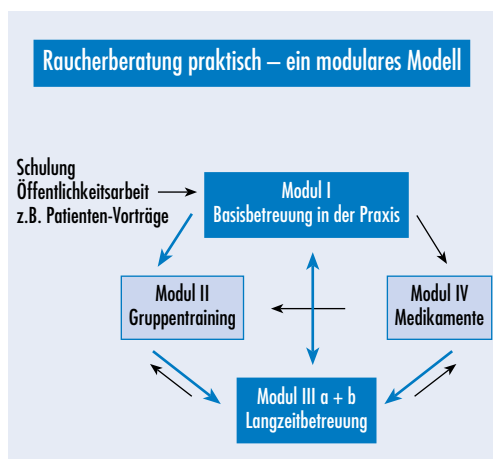 Raucherberatung praktisch – ein modulares Modell
Schulung
Öffentlichkeitsarbeit
z.B. Patienten-Vorträge
Modul I
Basisbetreuung in der Praxis
Modul II
Gruppentraining
Modul IV
Medikamente
Modul III a + b
Langzeitbetreuung